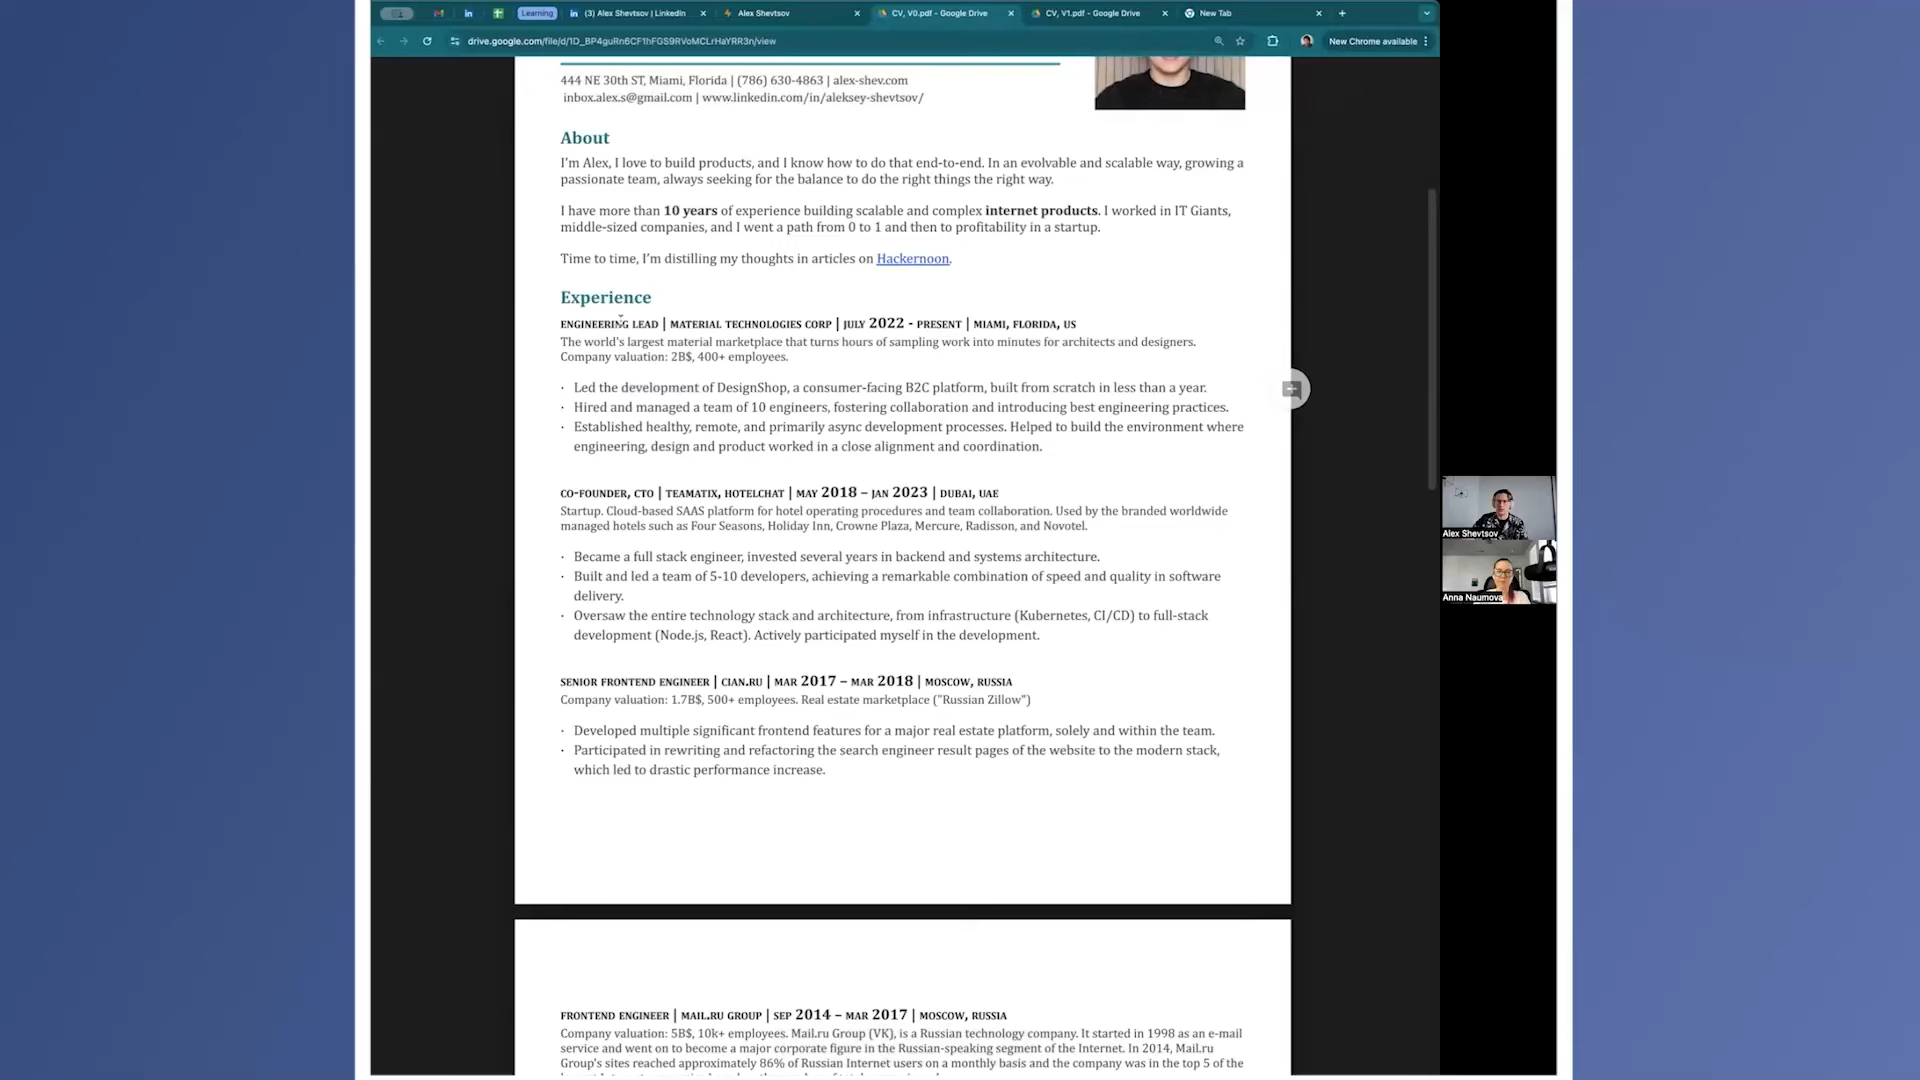 Learning
(3) Alex Shevtsov | LinkedIn
Alex Shevtsov
CV, V0.pdf - Google Drive
CV, V1.pdf - Google Drive
New Tab
drive.google.com/file/d/1D_BP4guRn6CF1hFGS9RVoMCLrHaYRR3n/view
New Chrome available
444 NE 30th ST, Miami, Florida | (786) 630-4863 | alex-shev.com
inbox.alex.s@gmail.com | www.linkedin.com/in/aleksey-shevtsov/
About
I'm Alex, I love to build products, and I know how to do that end-to-end. In an evolvable and scalable way, growing a
passionate team, always seeking for the balance to do the right things the right way.
I have more than 10 years of experience building scalable and complex internet products. I worked in IT Giants,
middle-sized companies, and I went a path from 0 to 1 and then to profitability in a startup.
Time to time, I'm distilling my thoughts in articles on Hackernoon.
Experience
ENGINEERING LEAD | MATERIAL TECHNOLOGIES CORP | JULY 2022 - PRESENT | MIAMI, FLORIDA, US
The world's largest material marketplace that turns hours of sampling work into minutes for architects and designers.
Company valuation: 2B$, 400+ employees.
· Led the development of DesignShop, a consumer-facing B2C platform, built from scratch in less than a year.
· Hired and managed a team of 10 engineers, fostering collaboration and introducing best engineering practices.
· Established healthy, remote, and primarily async development processes. Helped to build the environment where
engineering, design and product worked in a close alignment and coordination.
CO-FOUNDER, CTO | TEAMATIX, HOTELCHAT | MAY 2018 – JAN 2023 | DUBAI, UAE
Startup. Cloud-based SAAS platform for hotel operating procedures and team collaboration. Used by the branded worldwide
managed hotels such as Four Seasons, Holiday Inn, Crowne Plaza, Mercure, Radisson, and Novotel.
· Became a full stack engineer, invested several years in backend and systems architecture.
· Built and led a team of 5-10 developers, achieving a remarkable combination of speed and quality in software
delivery.
· Oversaw the entire technology stack and architecture, from infrastructure (Kubernetes, CI/CD) to full-stack
development (Node.js, React). Actively participated myself in the development.
SENIOR FRONTEND ENGINEER | CIAN.RU | MAR 2017 – MAR 2018 | MOSCOW, RUSSIA
Company valuation: 1.7B$, 500+ employees. Real estate marketplace ("Russian Zillow")
· Developed multiple significant frontend features for a major real estate platform, solely and within the team.
· Participated in rewriting and refactoring the search engineer result pages of the website to the modern stack,
which led to drastic performance increase.
FRONTEND ENGINEER | MAIL.RU GROUP | SEP 2014 – MAR 2017 | MOSCOW, RUSSIA
Company valuation: 5B$, 10k+ employees. Mail.ru Group (VK), is a Russian technology company. It started in 1998 as an e-mail
service and went on to become a major corporate figure in the Russian-speaking segment of the Internet. In 2014, Mail.ru
Group's sites reached approximately 86% of Russian Internet users on a monthly basis and the company was in the top 5 of the
Alex Shevtsov
Anna Naumova